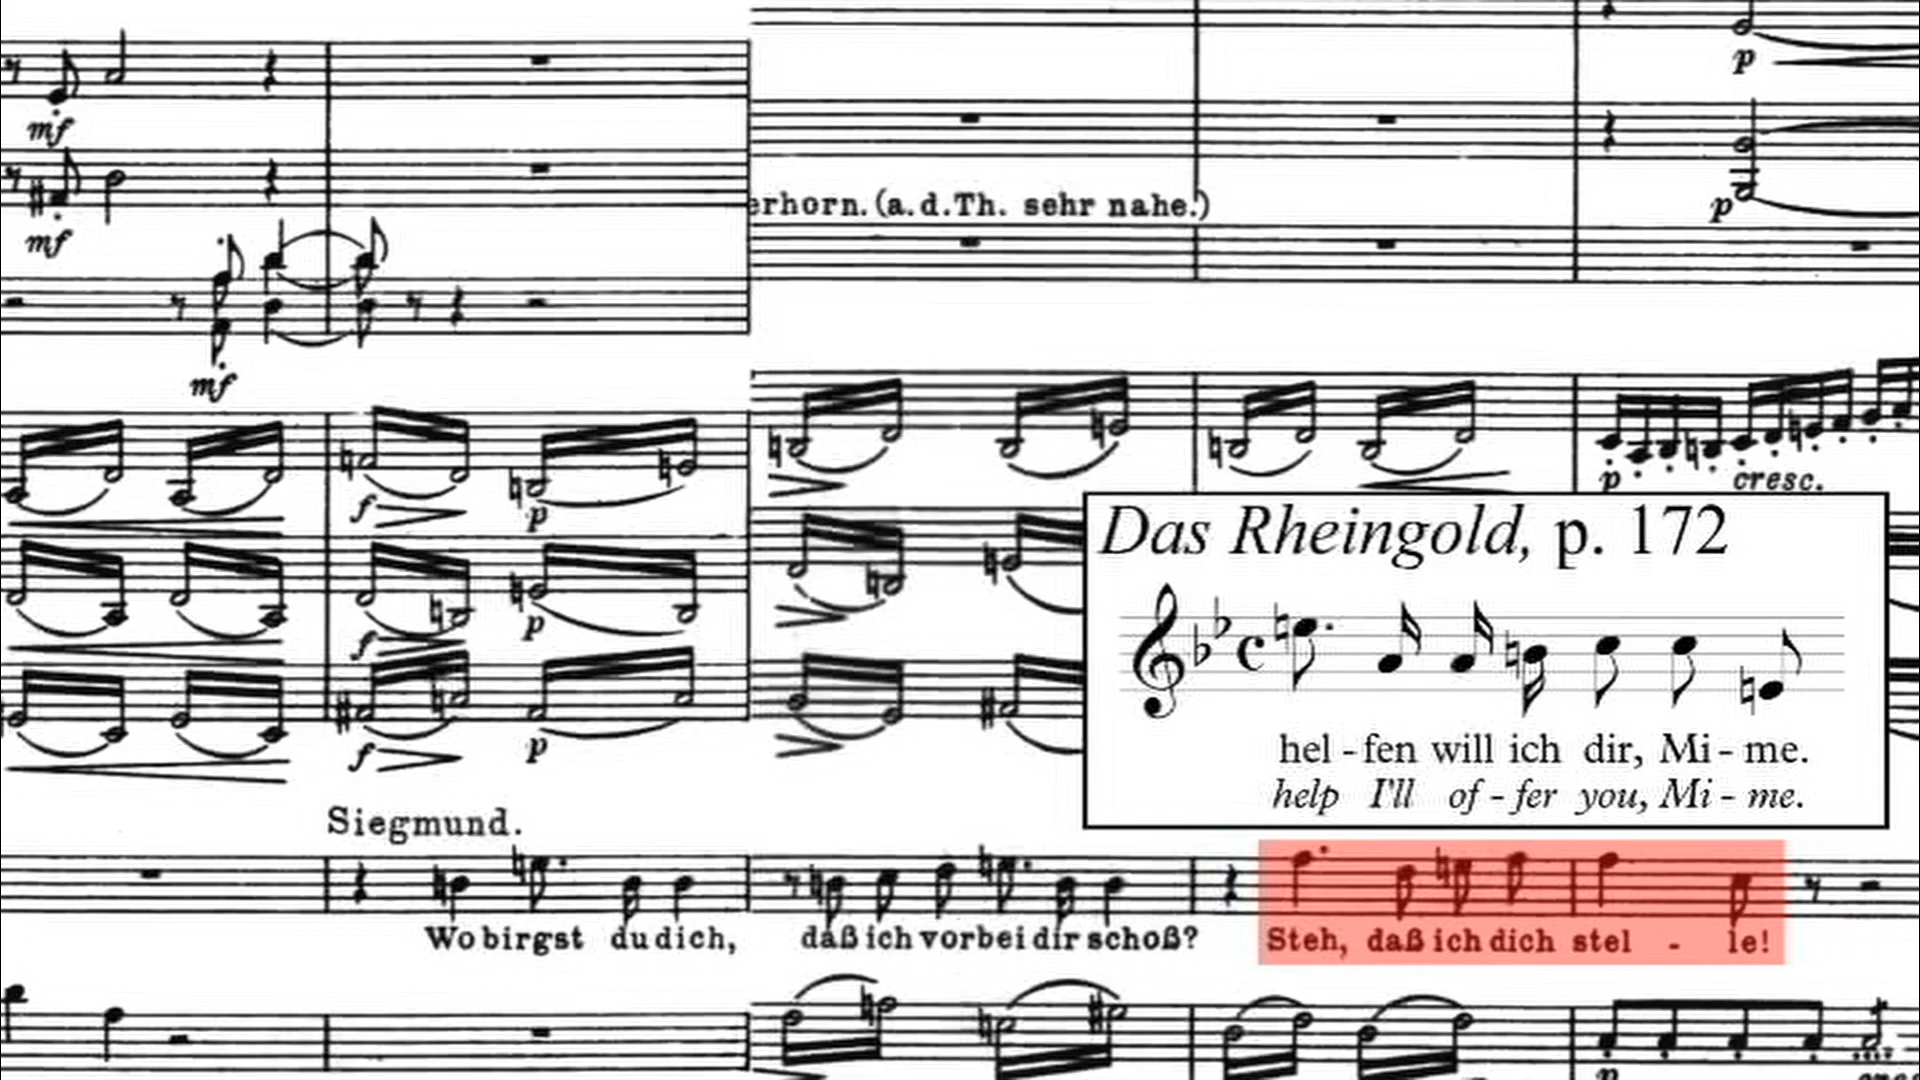 p
mf
erhorn. (a.d.Th. sehr nahe.)
p
mf
mf
p cresc.
f p
Das Rheingold, p. 172
f p
hel - fen will ich dir, Mi - me.
f p
help I'll of - fer you, Mi - me.
Siegmund.
Wo birgst du dich, daß ich vorbei dir schoß? Steh, daß ich dich stel - le!
p